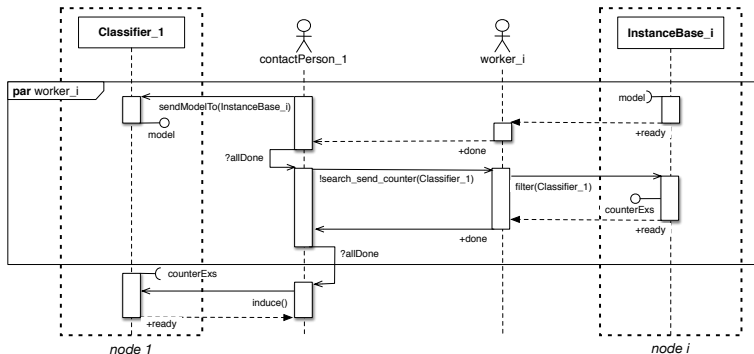 Classifier_1
contactPerson_1
worker_i
InstanceBase_i
par worker_i
sendModelTo(InstanceBase_i)
model
model
+ready
+done
?allDone
!search_send_counter(Classifier_1)
filter(Classifier_1)
counterExs
+ready
+done
?allDone
counterExs
induce()
+ready
node 1
node i